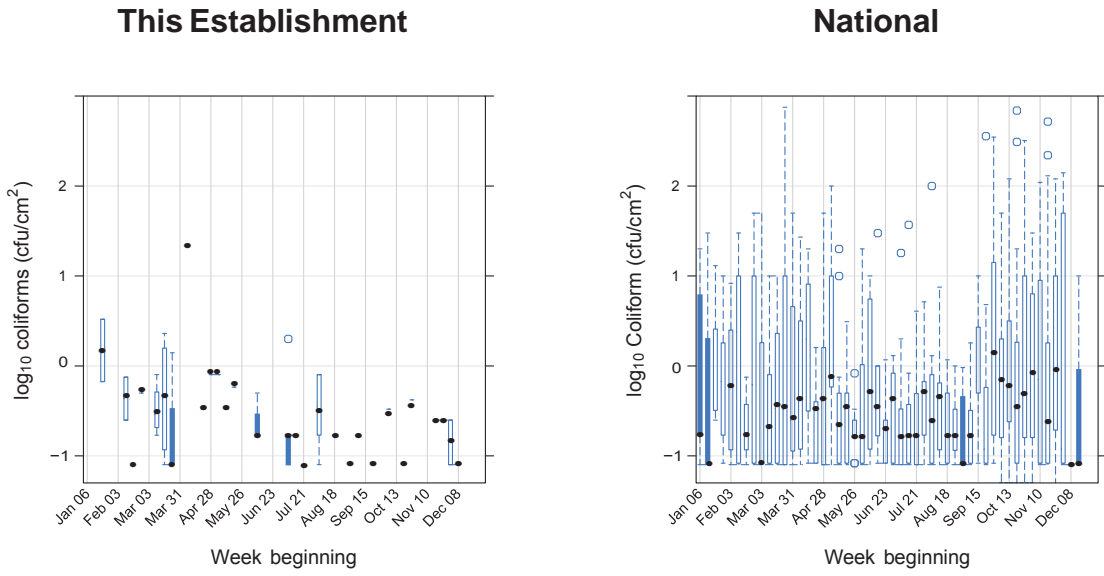 This Establishment
National
log10 coliforms (cfu/cm2)
2
1
0
−1
Jan 06
Feb 03
Mar 03
Mar 31
Apr 28
May 26
Jun 23
Jul 21
Aug 18
Sep 15
Oct 13
Nov 10
Dec 08
Week beginning
log10 Coliform (cfu/cm2)
2
1
0
−1
Jan 06
Feb 03
Mar 03
Mar 31
Apr 28
May 26
Jun 23
Jul 21
Aug 18
Sep 15
Oct 13
Nov 10
Dec 08
Week beginning